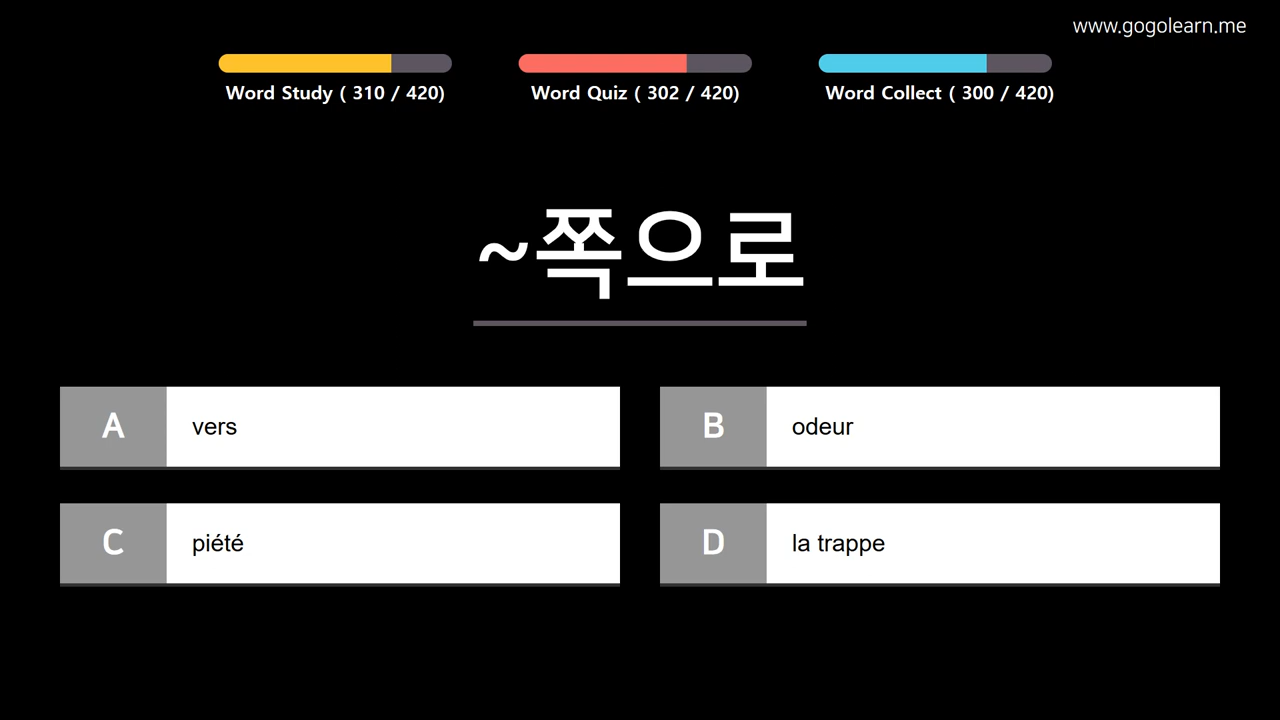 www.gogolearn.me
Word Study ( 310 / 420)
Word Quiz ( 302 / 420)
Word Collect ( 300 / 420)
~쪽으로
A vers
B odeur
C piété
D la trappe